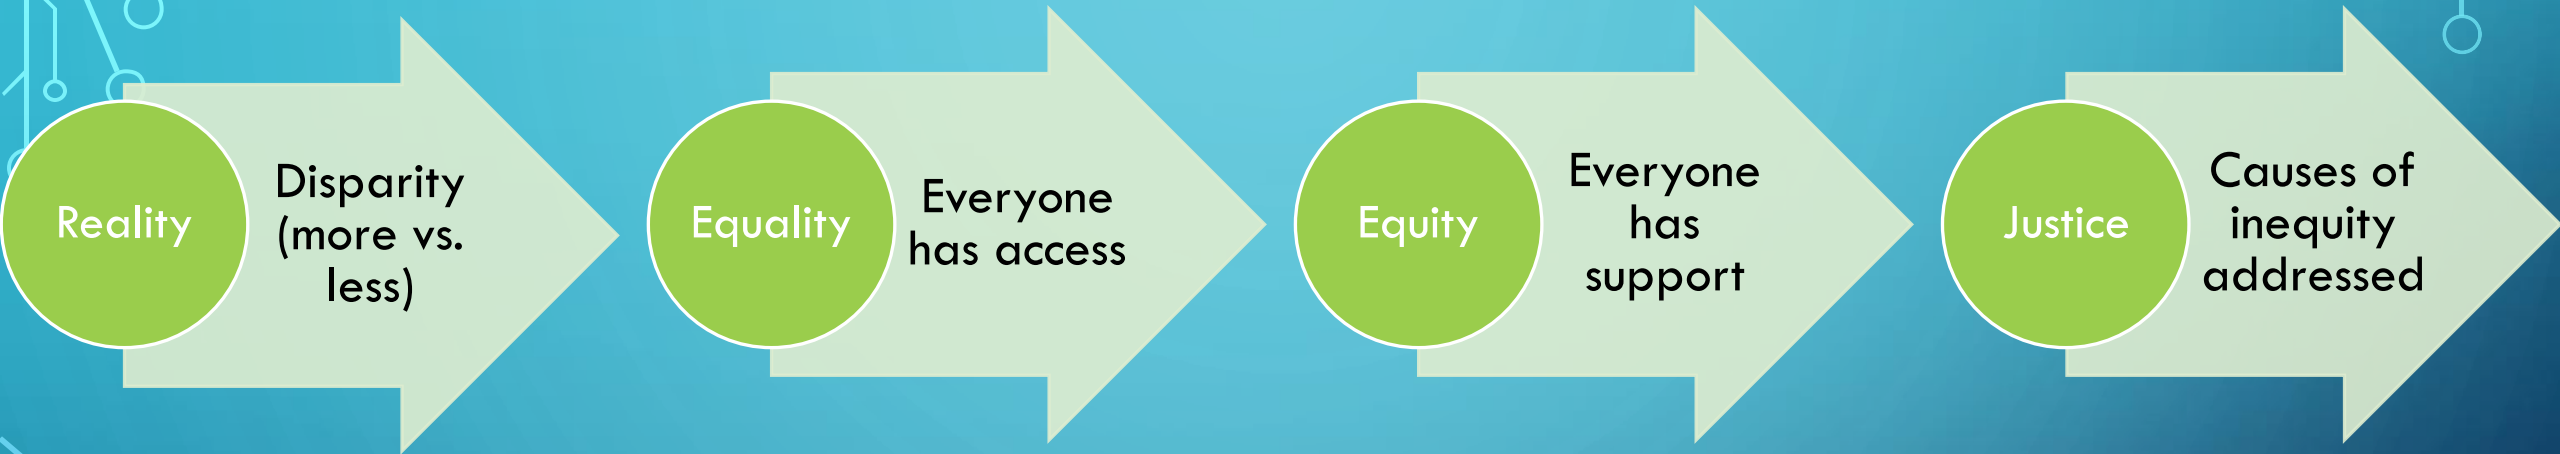 Reality
Disparity
(more vs.
less)
Equality
Everyone
has access
Equity
Everyone
has
support
Justice
Causes of
inequity
addressed